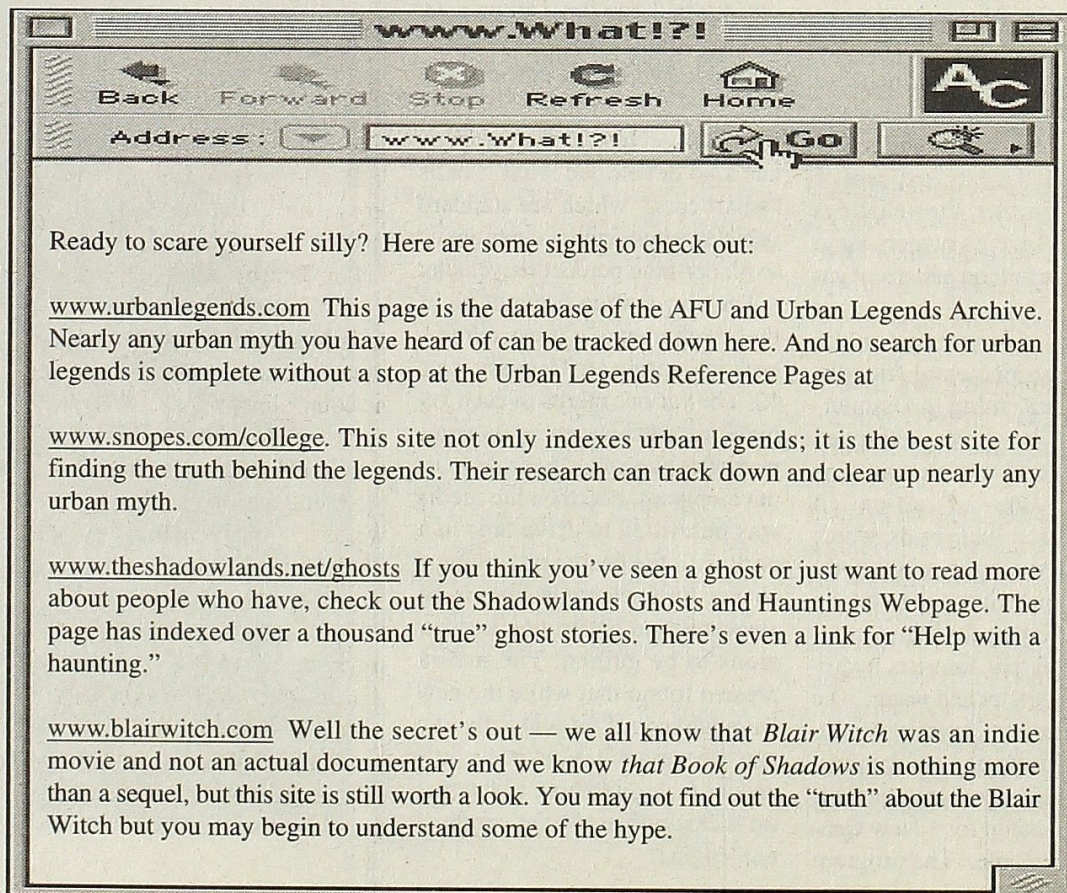 www.What!?!
Back Forward Stop Refresh Home AC
Address: www.What!?! Go
Ready to scare yourself silly? Here are some sights to check out:
www.urbanlegends.com This page is the database of the AFU and Urban Legends Archive.
Nearly any urban myth you have heard of can be tracked down here. And no search for urban
legends is complete without a stop at the Urban Legends Reference Pages at
www.snopes.com/college. This site not only indexes urban legends; it is the best site for
finding the truth behind the legends. Their research can track down and clear up nearly any
urban myth.
www.theshadowlands.net/ghosts If you think you've seen a ghost or just want to read more
about people who have, check out the Shadowlands Ghosts and Hauntings Webpage. The
page has indexed over a thousand “true” ghost stories. There's even a link for “Help with a
haunting.”
www.blairwitch.com Well the secret's out — we all know that Blair Witch was an indie
movie and not an actual documentary and we know that Book of Shadows is nothing more
than a sequel, but this site is still worth a look. You may not find out the “truth” about the Blair
Witch but you may begin to understand some of the hype.